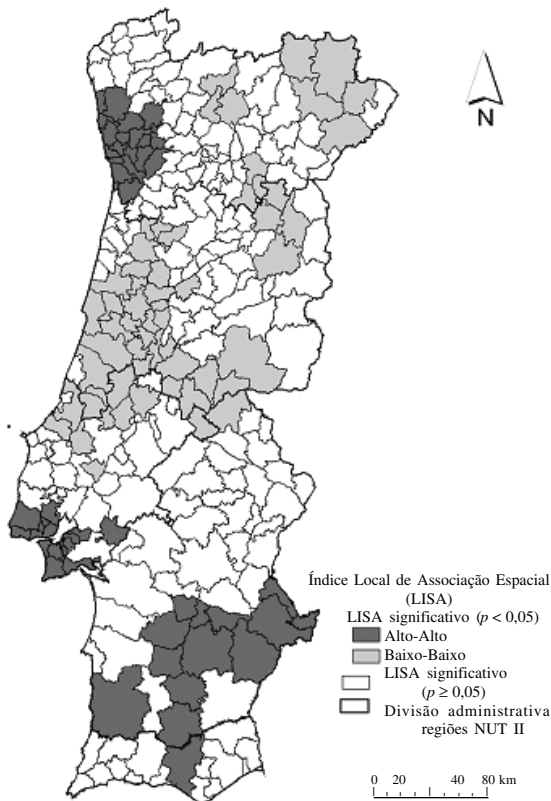 N
Índice Local de Associação Espacial
(LISA)
LISA significativo (p < 0,05)
Alto-Alto
Baixo-Baixo
LISA significativo
(p ≥ 0,05)
Divisão administrativa
regiões NUT II
0 20 40 80 km